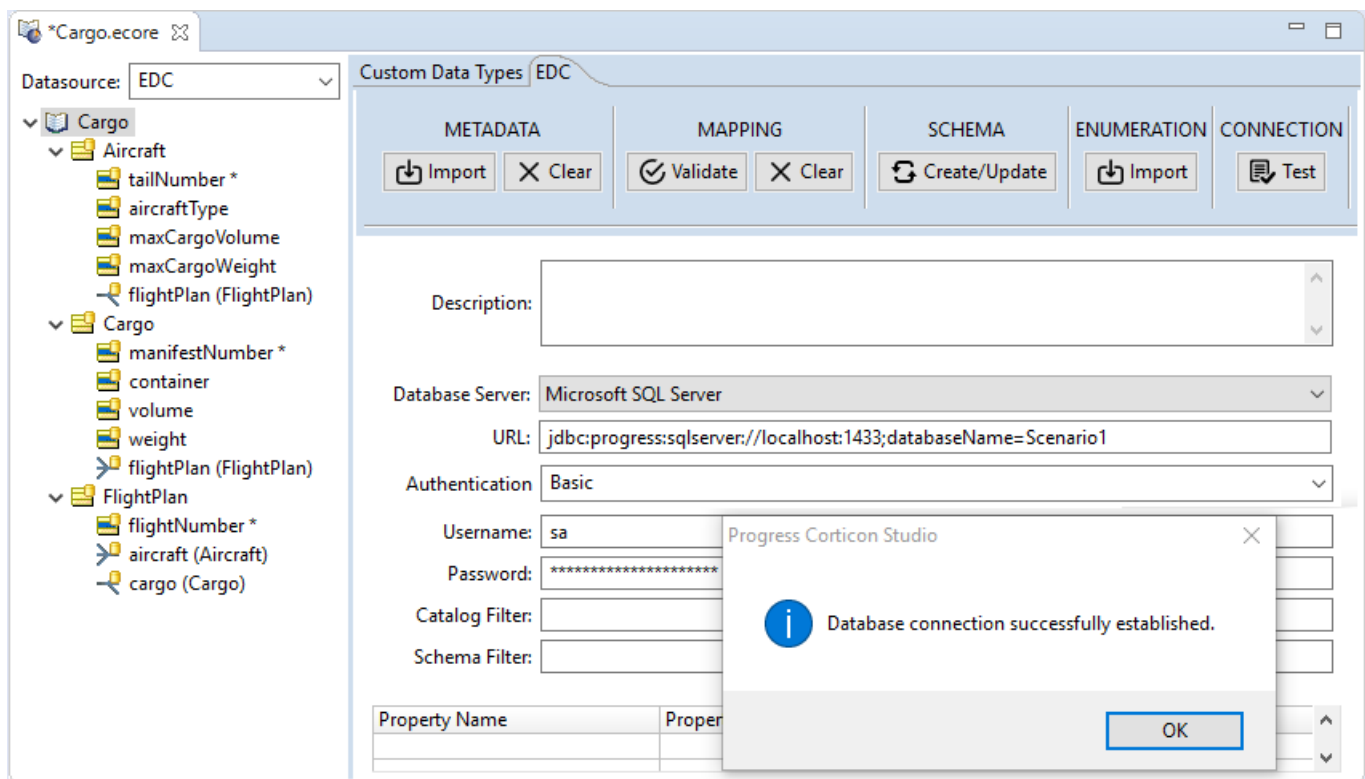 *Cargo.ecore
Datasource: EDC
Cargo
Aircraft
tailNumber *
aircraftType
maxCargoVolume
maxCargoWeight
flightPlan (FlightPlan)
Cargo
manifestNumber *
container
volume
weight
flightPlan (FlightPlan)
FlightPlan
flightNumber *
aircraft (Aircraft)
cargo (Cargo)
Custom Data Types EDC
METADATA MAPPING SCHEMA ENUMERATION CONNECTION
Import Clear Validate Clear Create/Update Import Test
Description:
Database Server: Microsoft SQL Server
URL: jdbc:progress:sqlserver://localhost:1433;databaseName=Scenario1
Authentication Basic
Username: sa
Password: *********************
Catalog Filter:
Schema Filter:
Property Name Proper
Progress Corticon Studio
Database connection successfully established.
OK